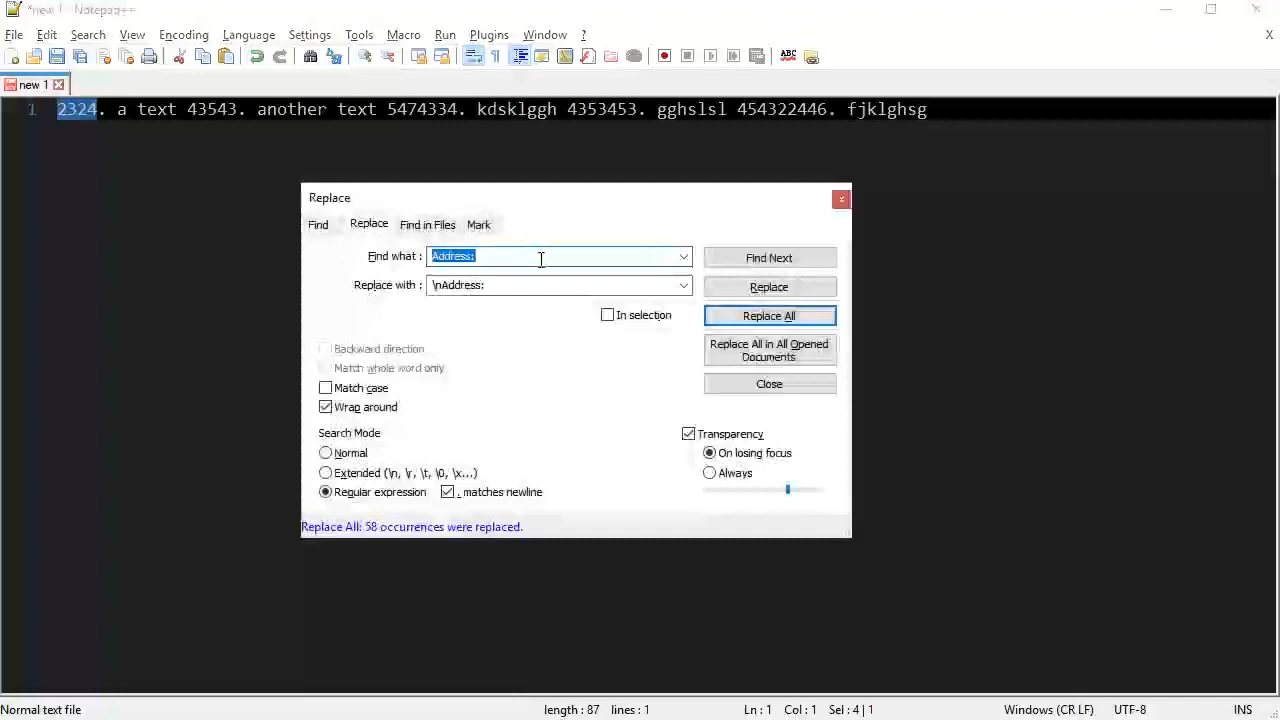 *new 1 - Notepad++
File Edit Search View Encoding Language Settings Tools Macro Run Plugins Window ? X
ABC
new 1
1 2324. a text 43543. another text 5474334. kdsklggh 4353453. gghslsl 454322446. fjklghsg
Replace
Find Replace Find in Files Mark
Find what : Address: Find Next
Replace with : \nAddress: Replace
In selection Replace All
Backward direction Replace All in All Opened
Match whole word only Documents
Match case Close
Wrap around
Search Mode Transparency
Normal On losing focus
Extended (\n, \r, \t, \0, \x...) Always
Regular expression . matches newline
Replace All: 58 occurrences were replaced.
Normal text file length : 87 lines : 1 Ln : 1 Col : 1 Sel : 4 | 1 Windows (CR LF) UTF-8 INS